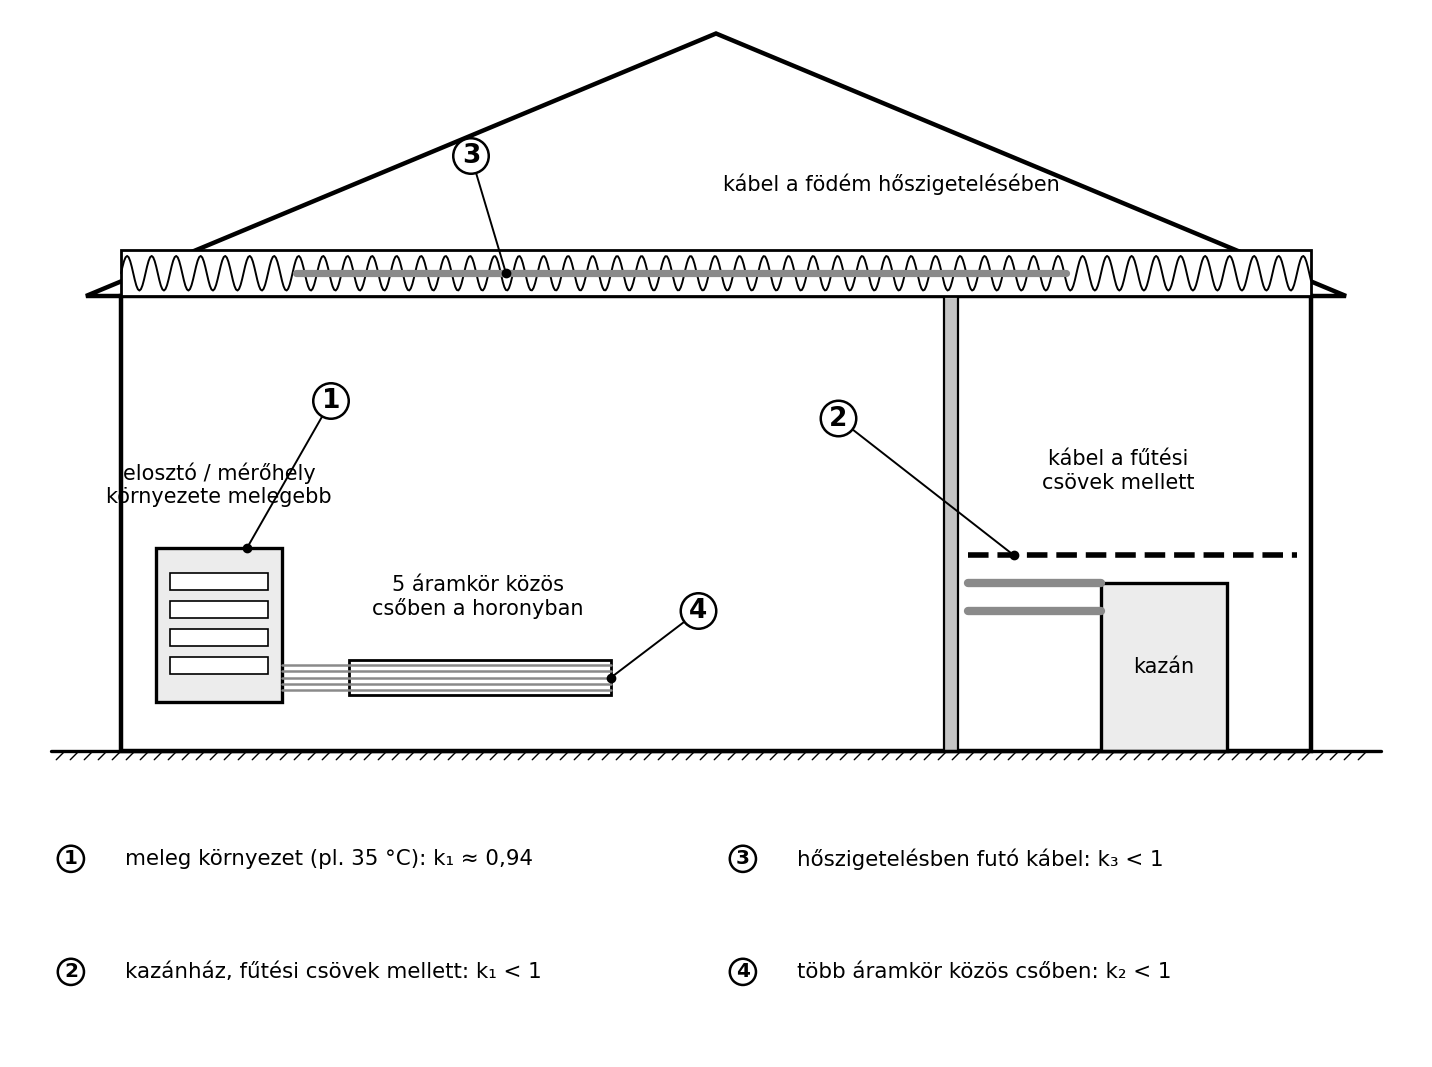 3
kábel a födém hőszigetelésében
1
2
elosztó / mérőhely
környezete melegebb
kábel a fűtési
csövek mellett
5 áramkör közös
csőben a horonyban
4
kazán
1 meleg környezet (pl. 35 °C): k₁ ≈ 0,94
3 hőszigetelésben futó kábel: k₃ < 1
2 kazánház, fűtési csövek mellett: k₁ < 1
4 több áramkör közös csőben: k₂ < 1